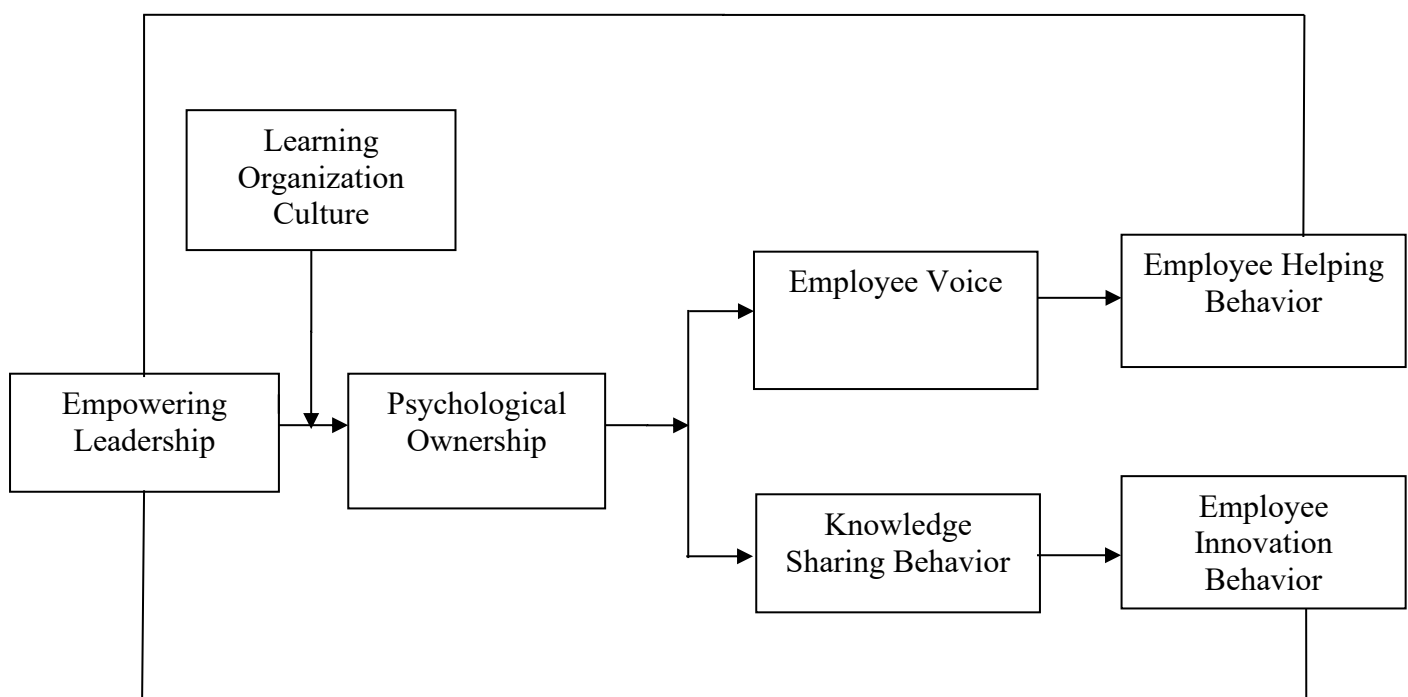 Learning
Organization
Culture
Employee Voice
Employee Helping
Behavior
Empowering
Leadership
Psychological
Ownership
Knowledge
Sharing Behavior
Employee
Innovation
Behavior